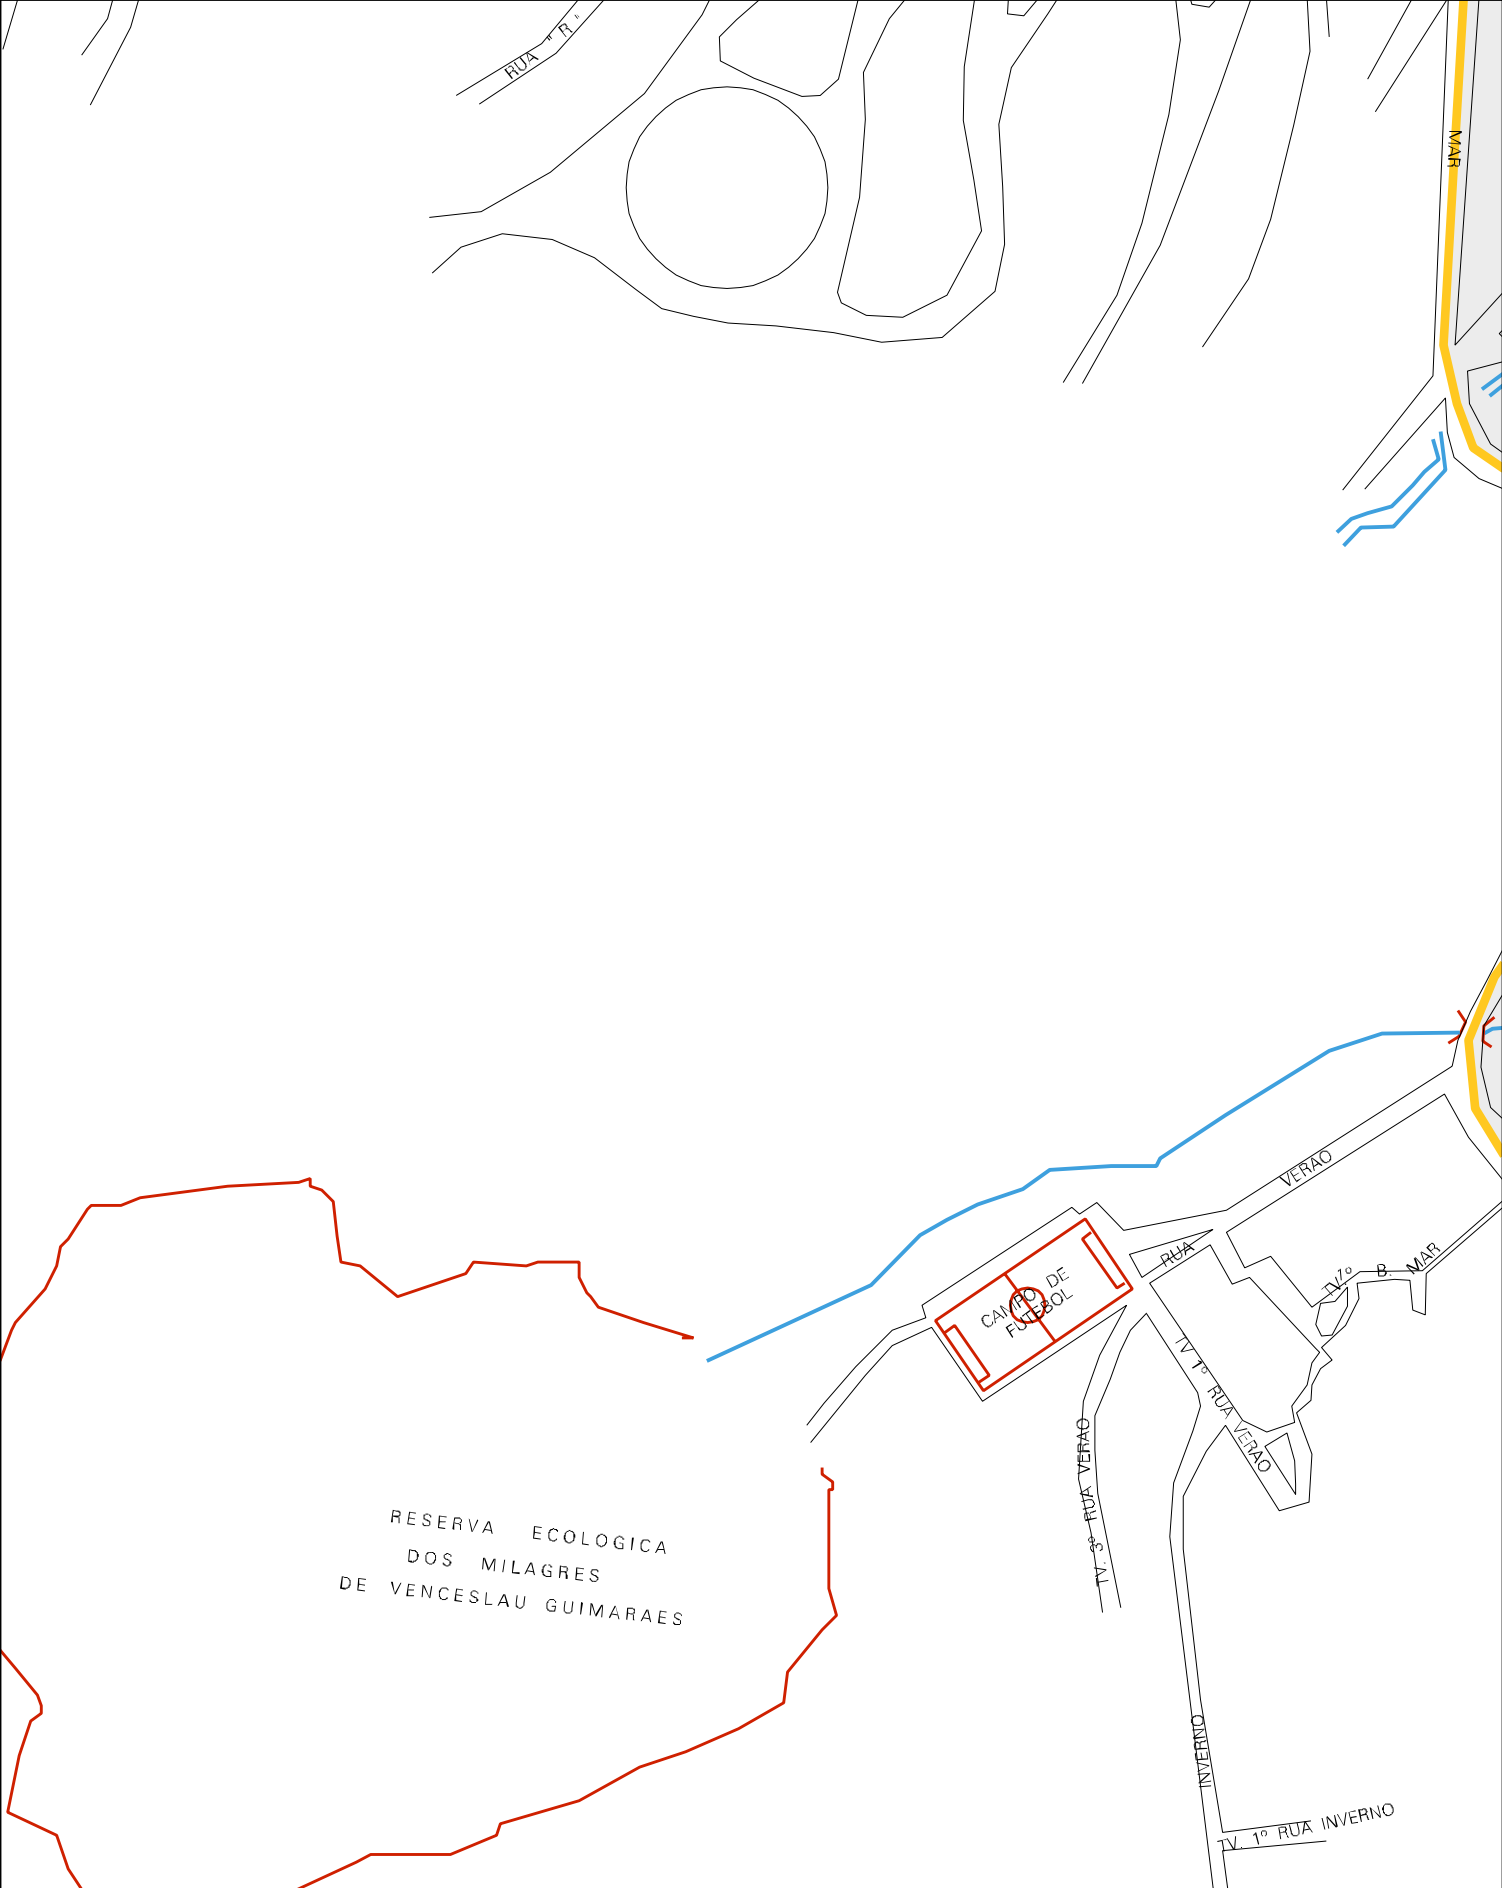 RUA " R "
MAR
VERAO
RUA
TV. 1º B. MAR
CAMPO DE
FUTEBOL
TV 1º RUA VERAO
TV. 3º RUA VERAO
RESERVA ECOLOGICA
DOS MILAGRES
DE VENCESLAU GUIMARAES
INVERNO
TV. 1º RUA INVERNO